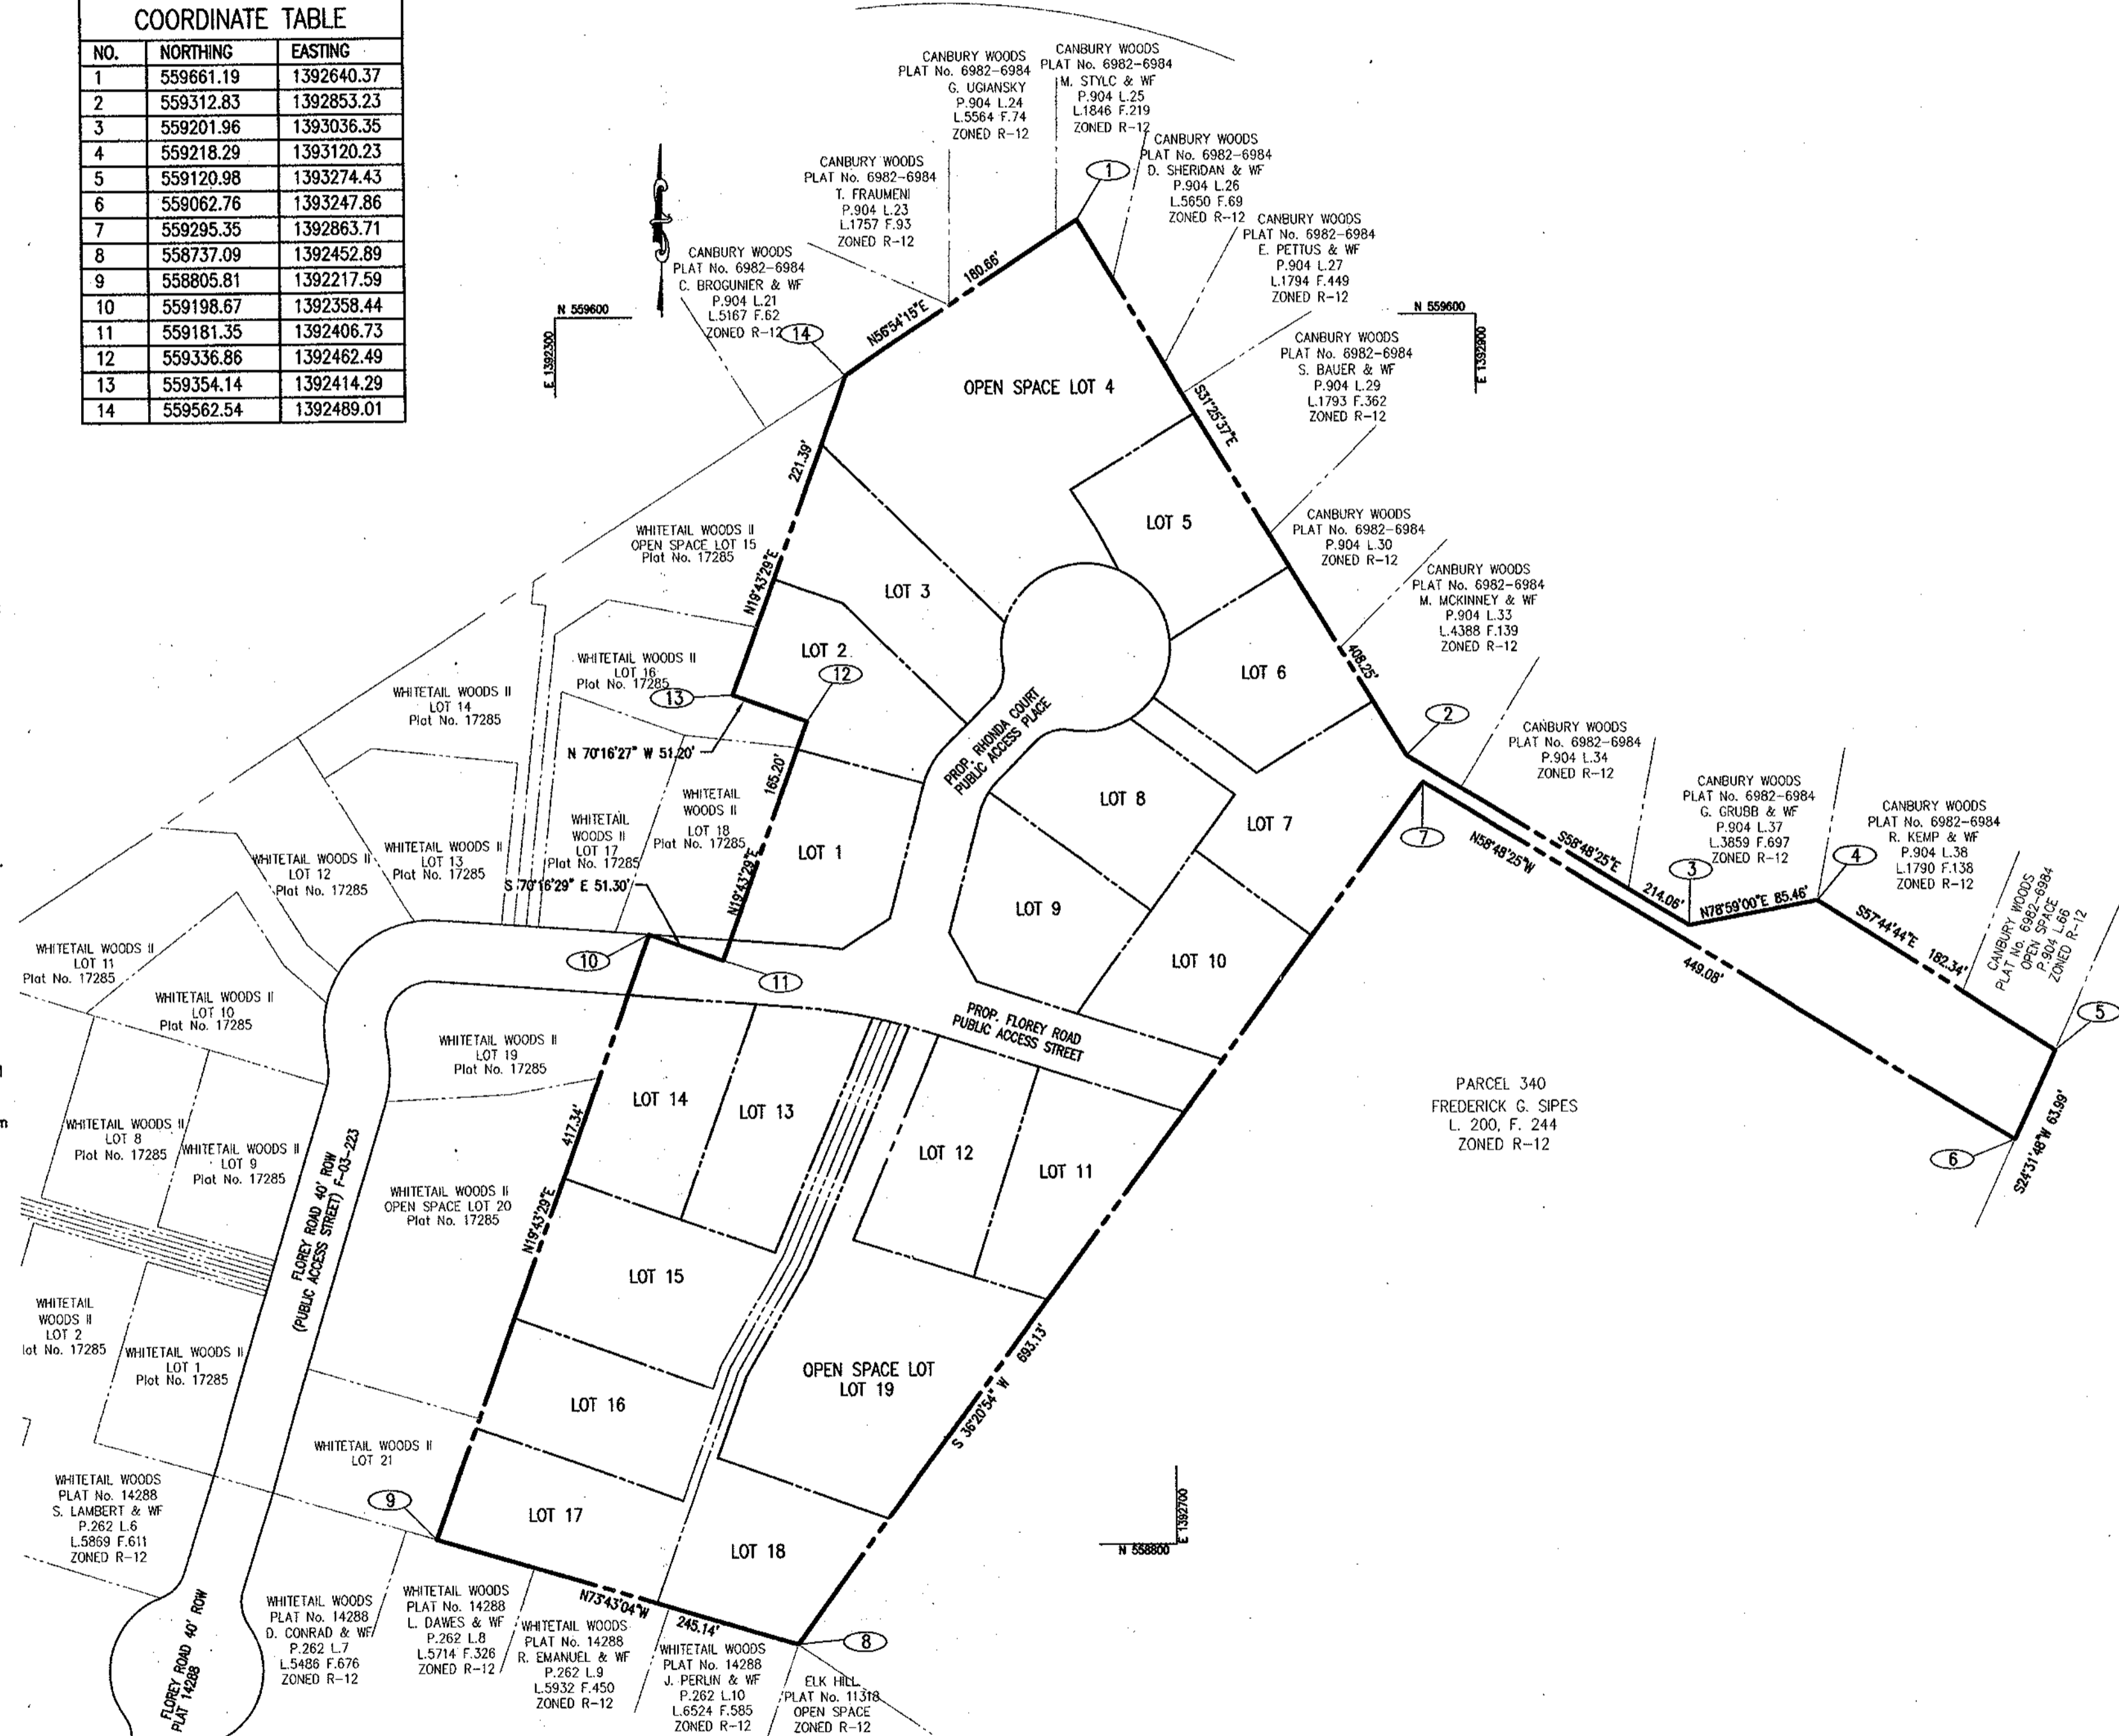 COORDINATE TABLE
NO. NORTHING EASTING
1 559661.19 1392640.37
2 559312.83 1392853.23
3 559201.96 1393036.35
4 559218.29 1393120.23
5 559120.98 1393274.43
6 559062.76 1393247.86
7 559295.35 1392863.71
8 558737.09 1392452.89
9 558805.81 1392217.59
10 559198.67 1392358.44
11 559181.35 1392406.73
12 559336.86 1392462.49
13 559354.14 1392414.29
14 559562.54 1392489.01
CANBURY WOODS
PLAT No. 6982-6984
G. UGIANSKY
P.904 L.24
L.5564 F.74
ZONED R-12
CANBURY WOODS
PLAT No. 6982-6984
M. STYLC & WF
P.904 L.25
L.1846 F.219
ZONED R-12
CANBURY WOODS
PLAT No. 6982-6984
D. SHERIDAN & WF
P.904 L.26
L.5650 F.69
ZONED R-12
CANBURY WOODS
PLAT No. 6982-6984
T. FRAUMENI
P.904 L.23
L.1757 F.93
ZONED R-12
CANBURY WOODS
PLAT No. 6982-6984
E. PETTUS & WF
P.904 L.27
L.1794 F.449
ZONED R-12
CANBURY WOODS
PLAT No. 6982-6984
C. BROGUNIER & WF
P.904 L.21
L.5167 F.62
ZONED R-12
1
14
N 559600
E 1392300
N 559600
E 1392900
N56°54'15"E
180.66'
CANBURY WOODS
PLAT No. 6982-6984
S. BAUER & WF
P.904 L.29
L.1793 F.362
ZONED R-12
OPEN SPACE LOT 4
S31°25'37"E
408.25'
221.39'
N19°43'29"E
LOT 5
CANBURY WOODS
PLAT No. 6982-6984
P.904 L.30
ZONED R-12
WHITETAIL WOODS II
OPEN SPACE LOT 15
Plat No. 17285
LOT 3
CANBURY WOODS
PLAT No. 6982-6984
M. MCKINNEY & WF
P.904 L.33
L.4388 F.139
ZONED R-12
LOT 2
12
LOT 6
WHITETAIL WOODS II
LOT 16
Plat No. 17285
13
WHITETAIL WOODS II
LOT 14
Plat No. 17285
PROP. RHONDA COURT
PUBLIC ACCESS PLACE
2
CANBURY WOODS
PLAT No. 6982-6984
P.904 L.34
ZONED R-12
N 70°16'27" W 51.20'
165.20'
N19°43'29"E
WHITETAIL
WOODS II
LOT 18
Plat No. 17285
LOT 8
LOT 7
7
CANBURY WOODS
PLAT No. 6982-6984
G. GRUBB & WF
P.904 L.37
L.3859 F.697
ZONED R-12
CANBURY WOODS
PLAT No. 6982-6984
R. KEMP & WF
P.904 L.38
L.1790 F.138
ZONED R-12
WHITETAIL
WOODS II
LOT 17
Plat No. 17285
LOT 1
WHITETAIL WOODS II
LOT 13
Plat No. 17285
WHITETAIL WOODS II
LOT 12
Plat No. 17285
S 70°16'29" E 51.30'
N58°48'25"W
449.08'
S58°48'25"E
214.06'
3
N78°59'00"E 85.46'
4
S57°44'44"E
182.34'
CANBURY WOODS
PLAT No. 6982-6984
OPEN SPACE
P.904 L.66
ZONED R-12
5
S24°31'48"W 63.99'
6
LOT 9
LOT 10
10
11
WHITETAIL WOODS II
LOT 11
Plat No. 17285
WHITETAIL WOODS II
LOT 10
Plat No. 17285
WHITETAIL WOODS II
LOT 19
Plat No. 17285
PROP. FLOREY ROAD
PUBLIC ACCESS STREET
PARCEL 340
FREDERICK G. SIPES
L. 200, F. 244
ZONED R-12
LOT 14
LOT 13
LOT 12
LOT 11
WHITETAIL WOODS II
LOT 8
Plat No. 17285
WHITETAIL WOODS II
LOT 9
Plat No. 17285
FLOREY ROAD 40' ROW
(PUBLIC ACCESS STREET) F-03-223
WHITETAIL WOODS II
OPEN SPACE LOT 20
Plat No. 17285
417.34'
N19°43'29"E
LOT 15
WHITETAIL
WOODS II
LOT 2
lot No. 17285
WHITETAIL WOODS II
LOT 1
Plat No. 17285
OPEN SPACE LOT
LOT 19
693.13'
S 36°20'54" W
LOT 16
WHITETAIL WOODS II
LOT 21
WHITETAIL WOODS
PLAT No. 14288
S. LAMBERT & WF
P.262 L.6
L.5869 F.611
ZONED R-12
9
LOT 17
LOT 18
E 1392700
N 558800
N73°43'04"W
245.14'
8
WHITETAIL WOODS
PLAT No. 14288
D. CONRAD & WF
P.262 L.7
L.5486 F.676
ZONED R-12
WHITETAIL WOODS
PLAT No. 14288
L. DAWES & WF
P.262 L.8
L.5714 F.326
ZONED R-12
WHITETAIL WOODS
PLAT No. 14288
R. EMANUEL & WF
P.262 L.9
L.5932 F.450
ZONED R-12
WHITETAIL WOODS
PLAT No. 14288
J. PERLIN & WF
P.262 L.10
L.6524 F.585
ZONED R-12
ELK HILL
PLAT No. 11318
OPEN SPACE
ZONED R-12
FLOREY ROAD 40' ROW
PLAT 14288